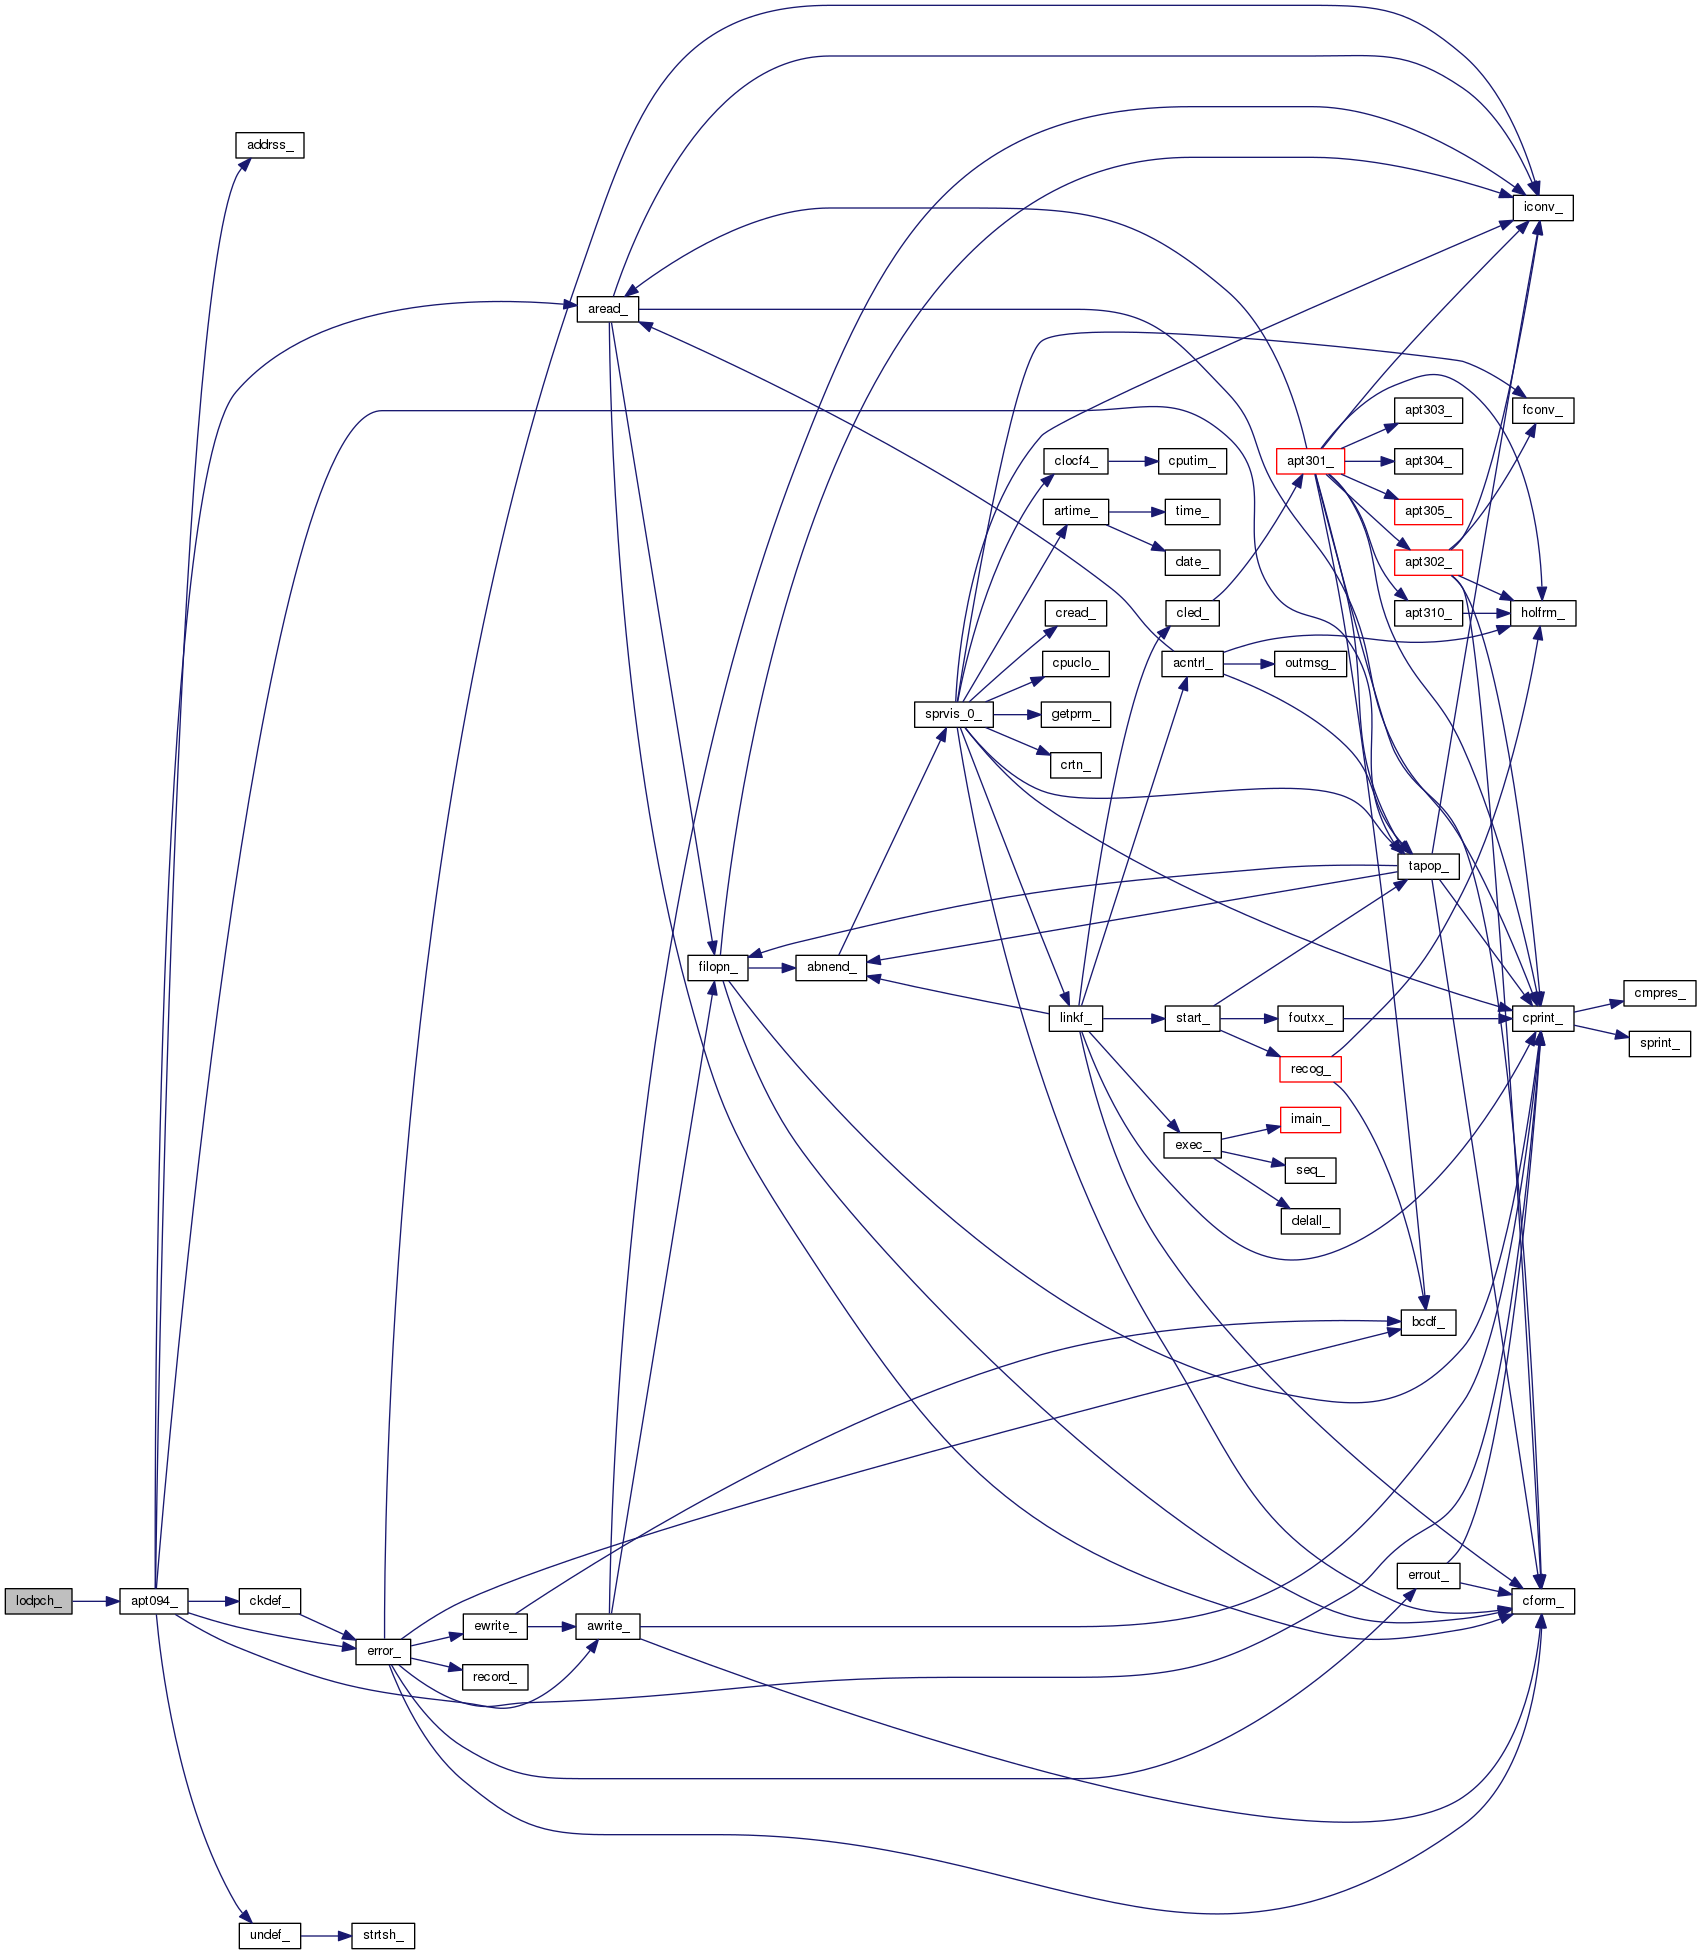 addrss_
iconv_
aread_
apt303_
fconv_
clocf4_
cputim_
apt301_
apt304_
artime_
time_
apt305_
date_
apt302_
cread_
cled_
apt310_
holfrm_
cpuclo_
acntrl_
outmsg_
sprvis_0_
getprm_
crtn_
tapop_
filopn_
abnend_
cmpres_
linkf_
start_
foutxx_
cprint_
sprint_
recog_
imain_
exec_
seq_
delall_
bcdf_
errout_
lodpch_
apt094_
ckdef_
cform_
ewrite_
awrite_
error_
record_
undef_
strtsh_